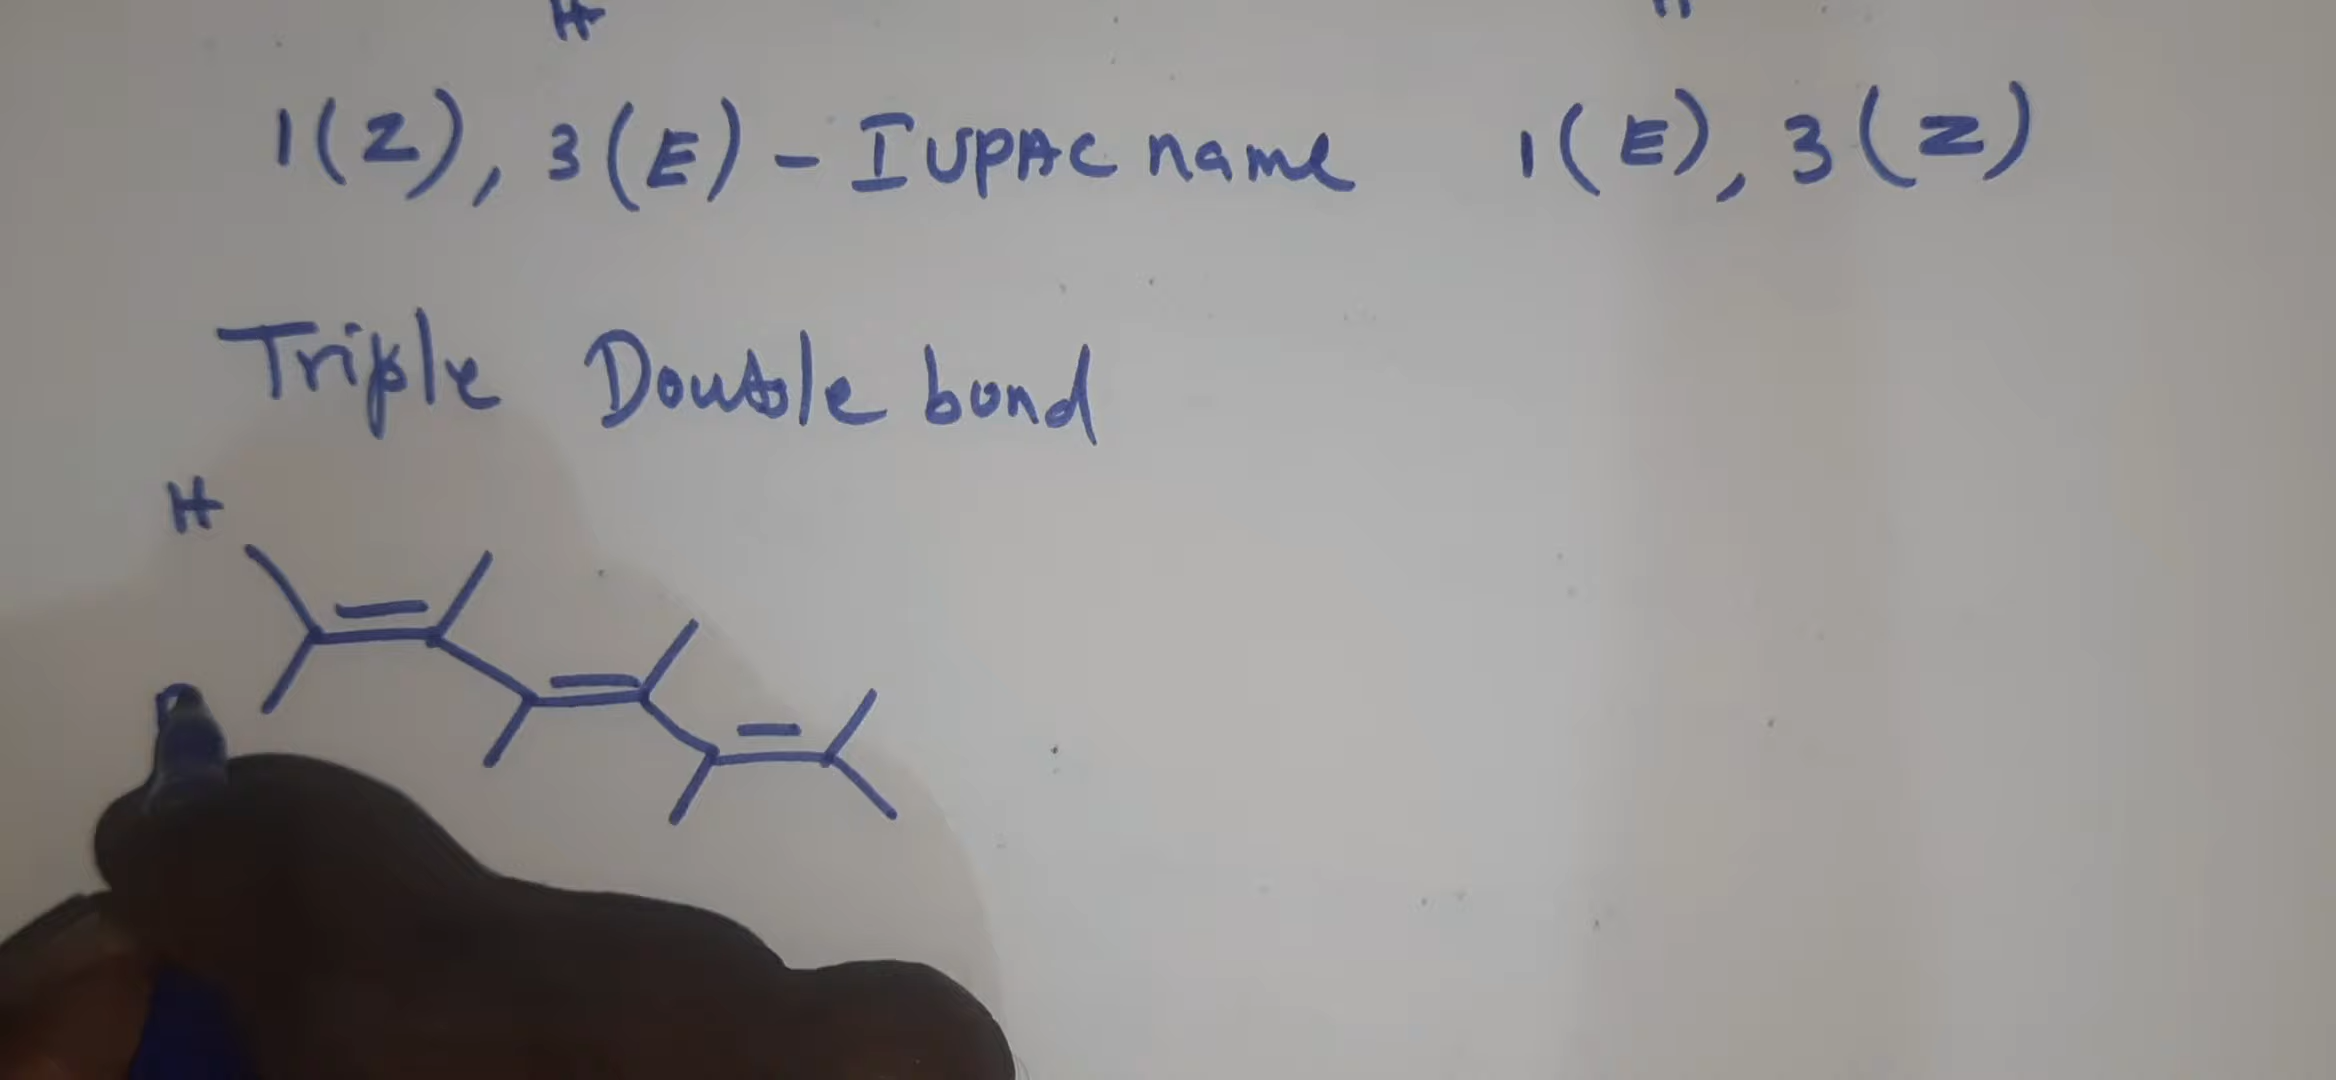 H
1(Z), 3(E) - IUPAC name 1(E), 3(Z)
Triple Double bond
H